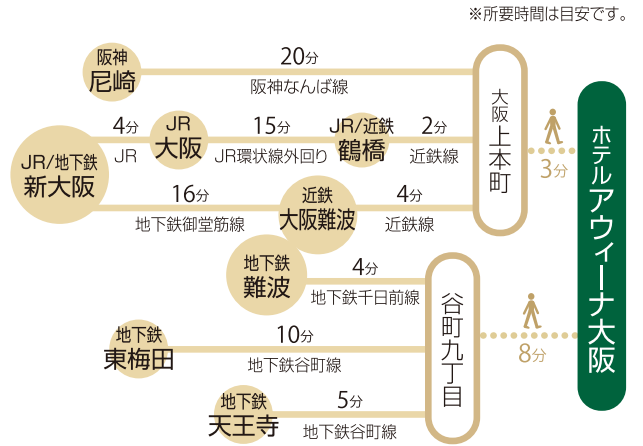 ※所要時間は目安です。
阪神
尼崎
20分
阪神なんば線
JR/地下鉄
新大阪
4分
JR
JR
大阪
15分
JR環状線外回り
JR/近鉄
鶴橋
2分
近鉄線
16分
地下鉄御堂筋線
近鉄
大阪難波
4分
近鉄線
大阪上本町
3分
地下鉄
難波
4分
地下鉄千日前線
地下鉄
東梅田
10分
地下鉄谷町線
地下鉄
天王寺
5分
地下鉄谷町線
谷町九丁目
8分
ホテルアウィーナ大阪